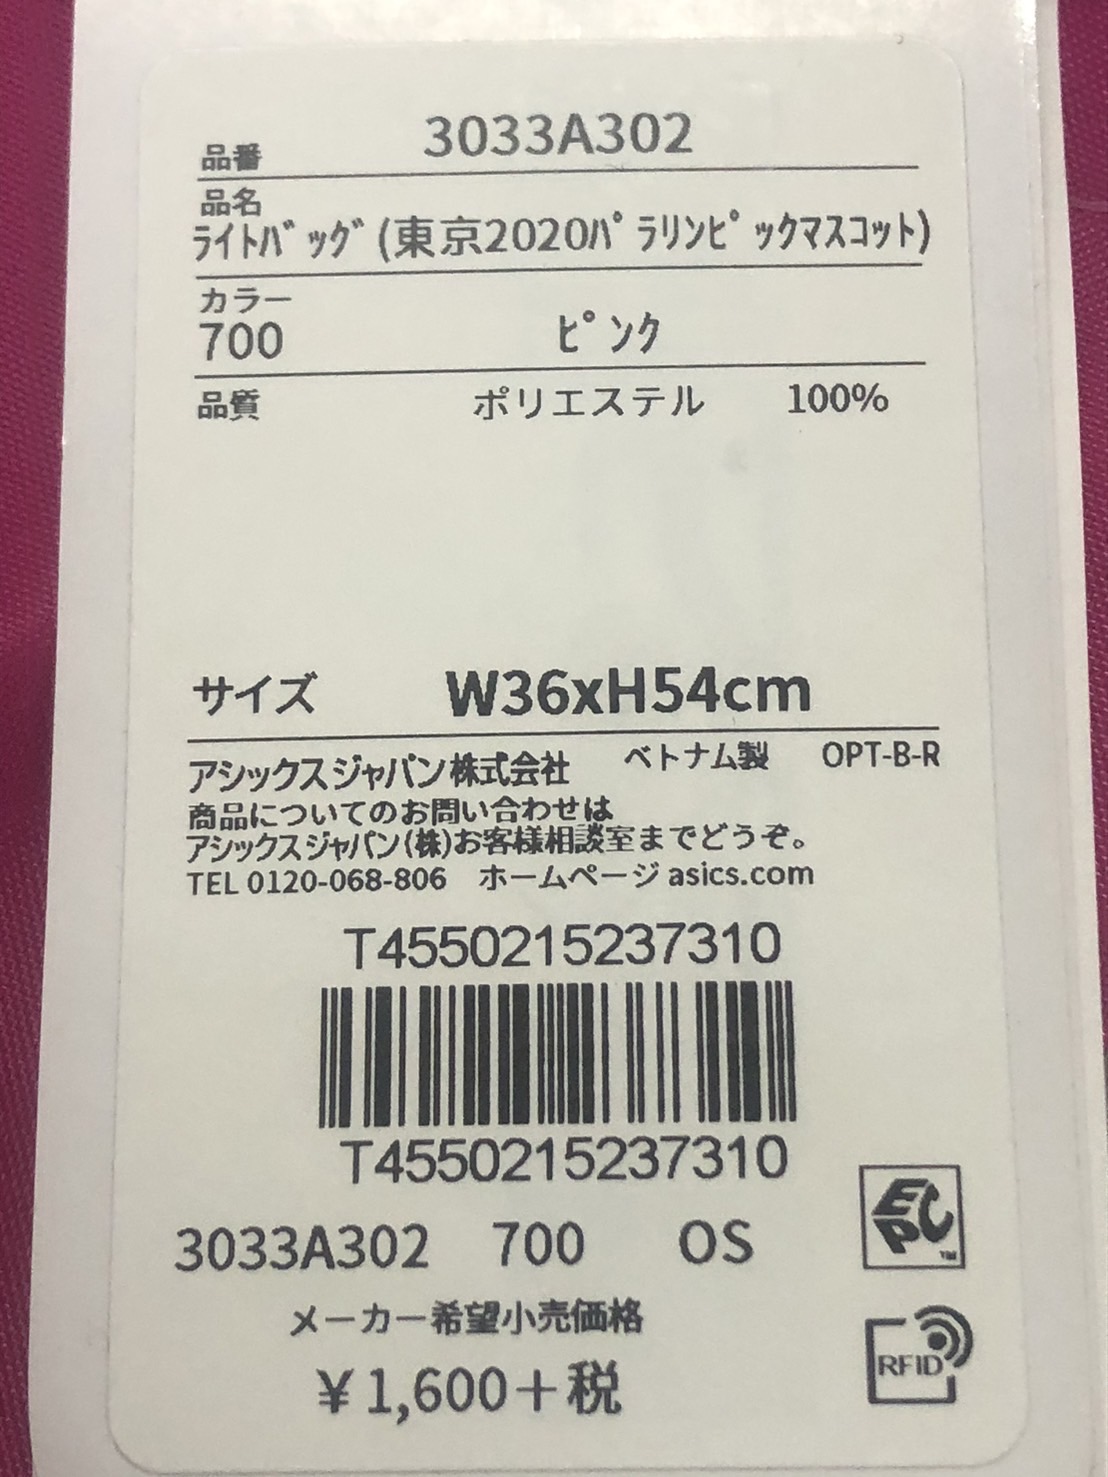 品番 3033A302
品名
ﾗｲﾄﾊﾞｯｸﾞ(東京2020ﾊﾟﾗﾘﾝﾋﾟｯｸﾏｽｺｯﾄ)
カラー
700 ﾋﾟﾝｸ
品質 ポリエステル 100%
サイズ W36xH54cm
アシックスジャパン株式会社 ベトナム製 OPT-B-R
商品についてのお問い合わせは
アシックスジャパン(株)お客様相談室までどうぞ。
TEL 0120-068-806 ホームページ asics.com
T4550215237310
T4550215237310
3033A302 700 OS
EPC™
メーカー希望小売価格
¥1,600+税
RFID